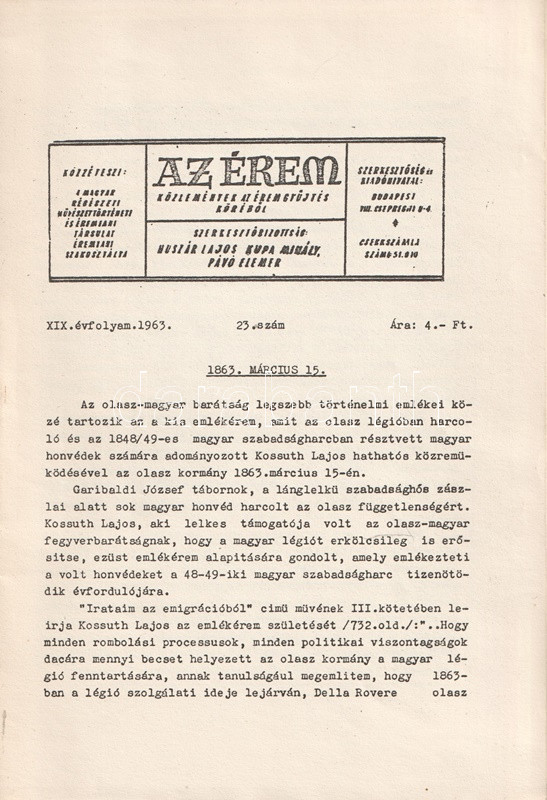 KÖZZÉTESZI:
A MAGYAR
RÉGÉSZETI
MŰVÉSZETTÖRTÉNETI
ÉS ÉREMTANI
TÁRSULAT
ÉREMTANI
SZAKOSZTÁLYA
AZ ÉREM
KÖZLEMÉNYEK AZ ÉREMGYŰJTÉS
KÖRÉBŐL
SZERKESZTŐBIZOTTSÁG:
HUSZÁR LAJOS, KUPA MIHÁLY,
PÁVÓ ELEMÉR
SZERKESZTŐSÉG és
KIADÓHIVATAL:
BUDAPEST
VIII. CSEPREGI U 4.
CSEKKSZÁMLA
SZÁM: 51.010
XIX.évfolyam.1963. 23.szám Ára: 4.- Ft.
1863. MÁRCIUS 15.
Az olasz-magyar barátság legszebb történelmi emlékei kö-
zé tartozik az a kis emlékérem, amit az olasz légióban harco-
ló és az 1848/49-es magyar szabadságharcban résztvett magyar
honvédek számára adományozott Kossuth Lajos hathatós közremü-
ködésével az olasz kormány 1863.március 15-én.
Garibaldi József tábornok, a lánglelkü szabadsághős zász-
lai alatt sok magyar honvéd harcolt az olasz függetlenségért.
Kossuth Lajos, aki lelkes támogatója volt az olasz-magyar
fegyverbarátságnak, hogy a magyar légiót erkölcsileg is erő-
sitse, ezüst emlékérem alapitására gondolt, amely emlékezteti
a volt honvédeket a 48-49-iki magyar szabadságharc tizenötö-
dik évfordulójára.
"Irataim az emigrációból" cimü művének III.kötetében le-
irja Kossuth Lajos az emlékérem születését /732.old./:"..Hogy
minden rombolási processusok, minden politikai viszontagságok
dacára mennyi becset helyezett az olasz kormány a magyar lé-
gió fenntartására, annak tanulságául megemlitem, hogy 1863-
ban a légió szolgálati ideje lejárván, Della Rovere olasz